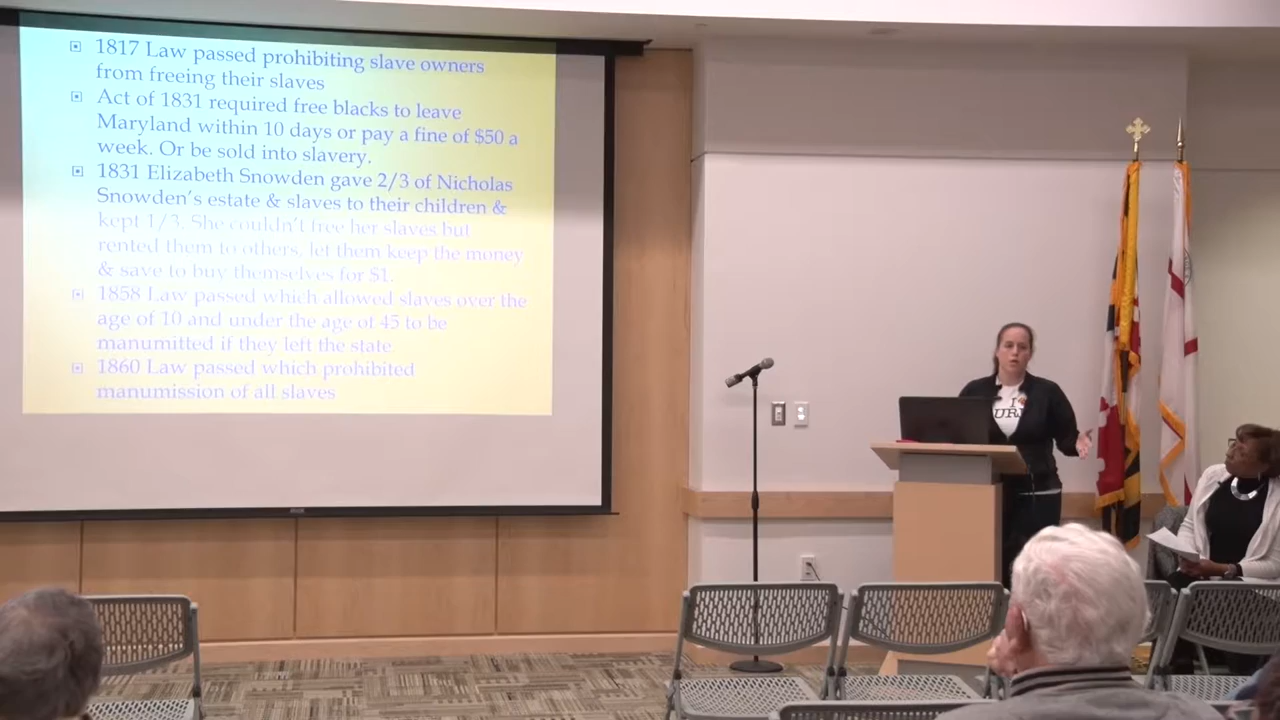 1817 Law passed prohibiting slave owners
from freeing their slaves
Act of 1831 required free blacks to leave
Maryland within 10 days or pay a fine of $50 a
week. Or be sold into slavery.
1831 Elizabeth Snowden gave 2/3 of Nicholas
Snowden's estate & slaves to their children &
kept 1/3. She couldn't free her slaves but
rented them to others, let them keep the money
& save to buy themselves for $1.
1858 Law passed which allowed slaves over the
age of 10 and under the age of 45 to be
manumitted if they left the state.
1860 Law passed which prohibited
manumission of all slaves
I